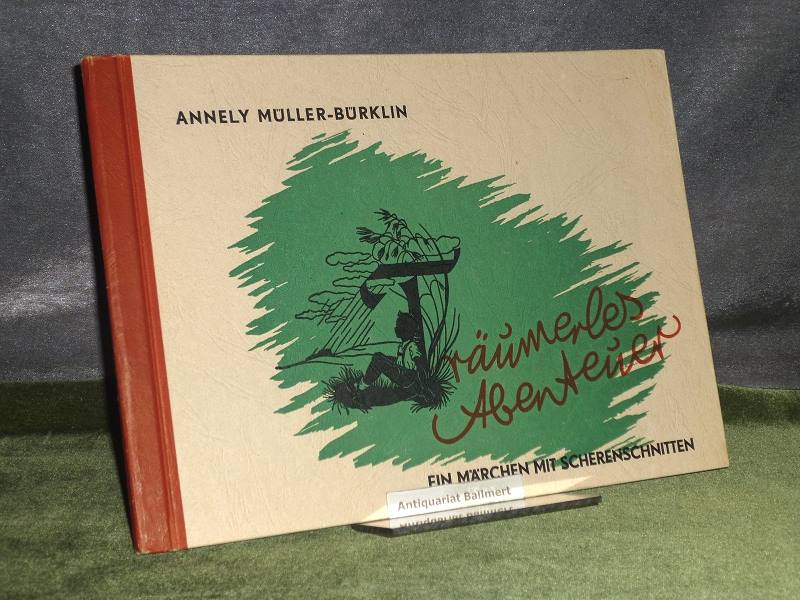 ANNELY MÜLLER-BÜRKLIN
Träumerles
Abenteuer
EIN MÄRCHEN MIT SCHERENSCHNITTEN
Antiquariat Ballmert